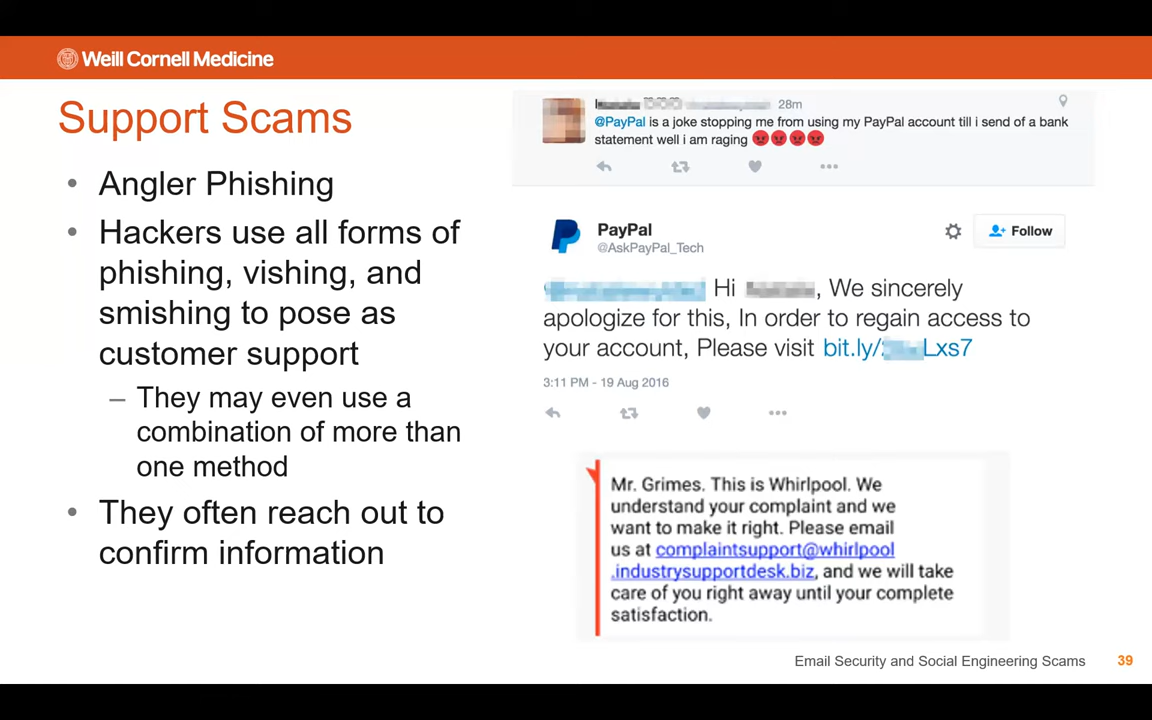 Weill Cornell Medicine
Support Scams
• Angler Phishing
• Hackers use all forms of
phishing, vishing, and
smishing to pose as
customer support
– They may even use a
combination of more than
one method
• They often reach out to
confirm information
28m
@PayPal is a joke stopping me from using my PayPal account till i send of a bank
statement well i am raging 😡😡😡😡
PayPal
@AskPayPal_Tech
Follow
Hi , We sincerely
apologize for this, In order to regain access to
your account, Please visit bit.ly/ Lxs7
3:11 PM - 19 Aug 2016
Mr. Grimes. This is Whirlpool. We
understand your complaint and we
want to make it right. Please email
us at complaintsupport@whirlpool
.industrysupportdesk.biz, and we will take
care of you right away until your complete
satisfaction.
Email Security and Social Engineering Scams 39